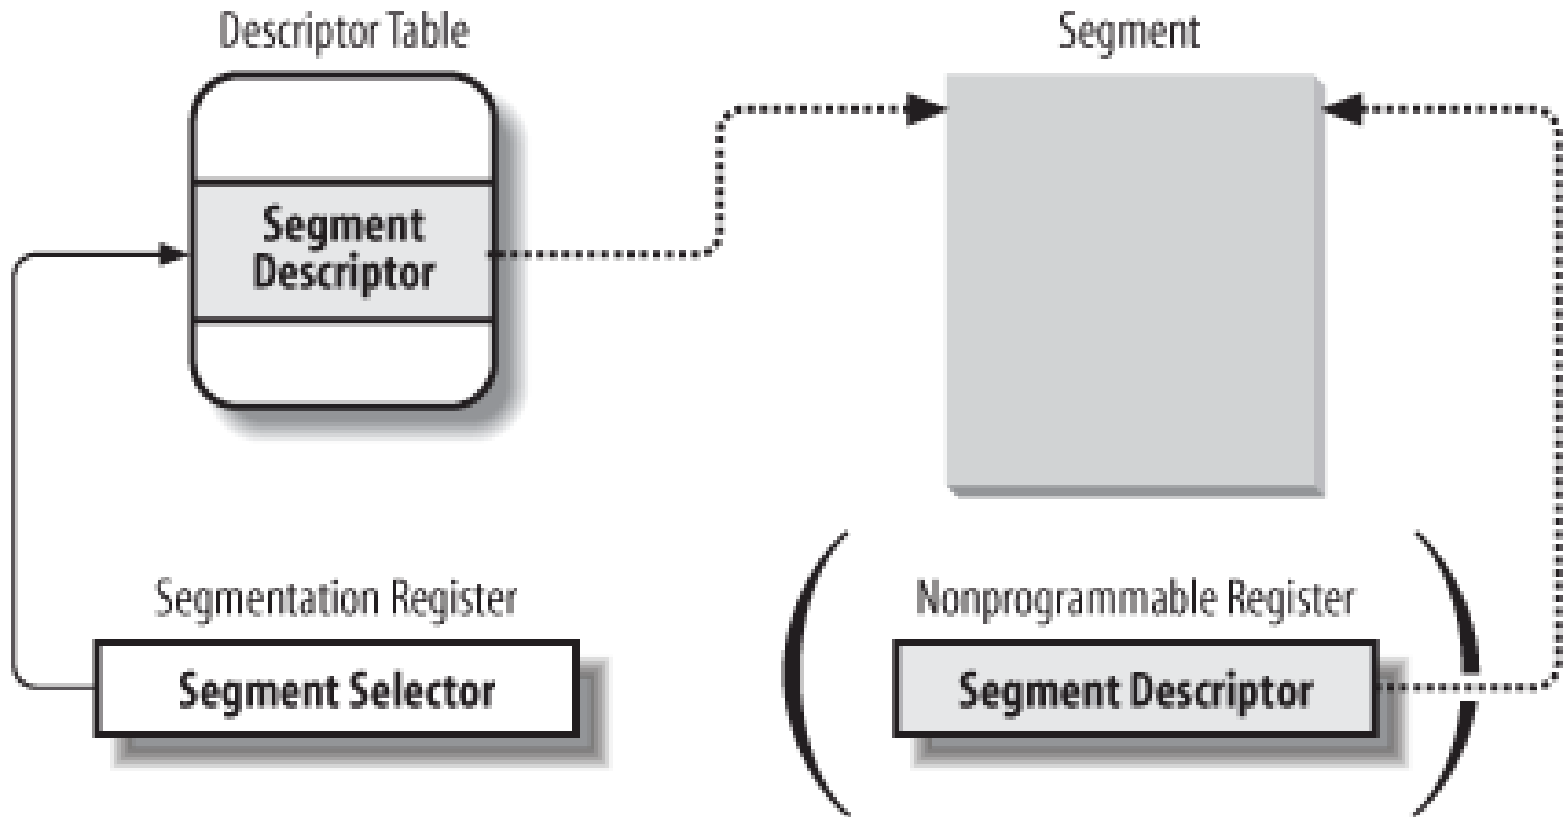 Descriptor Table
Segment
Segment
Descriptor
Segmentation Register
Nonprogrammable Register
Segment Selector
Segment Descriptor